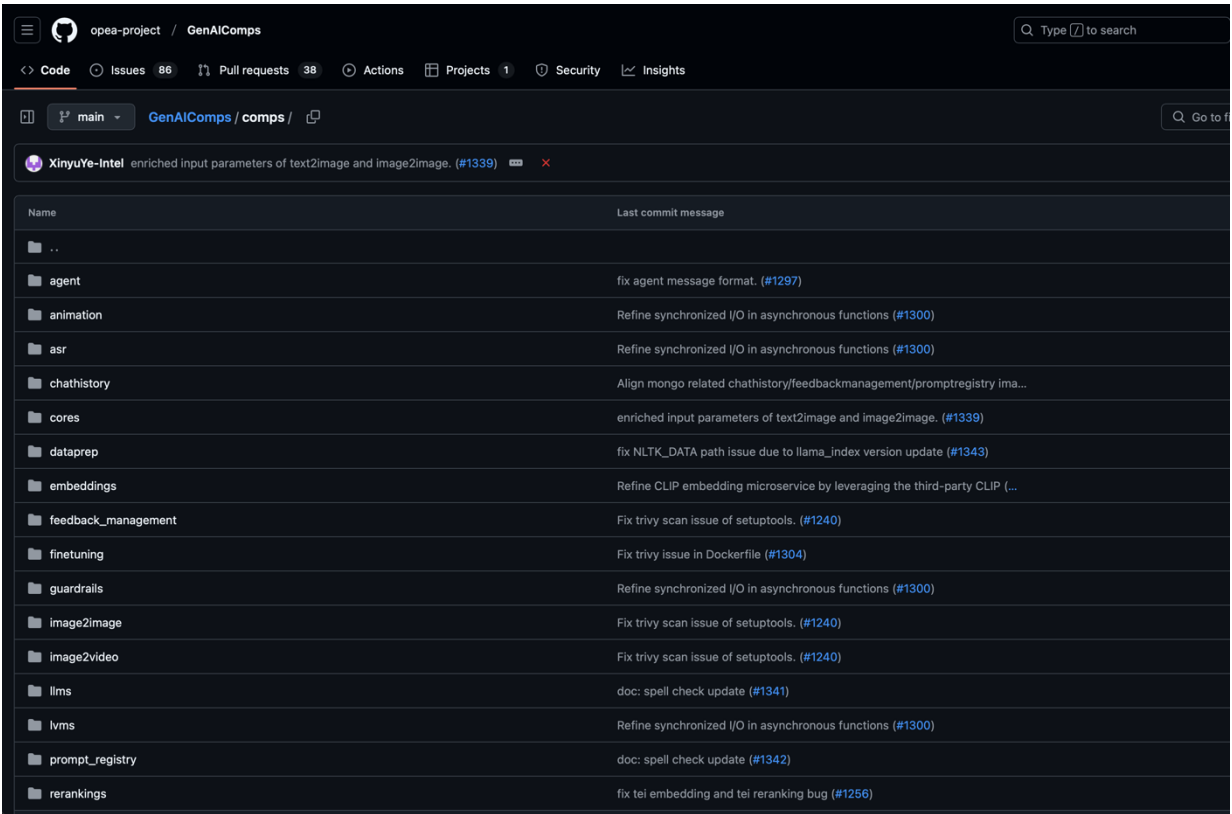 opea-project / GenAIComps
Type / to search
Code Issues 86 Pull requests 38 Actions Projects 1 Security Insights
main GenAIComps / comps /
Go to fi
XinyuYe-Intel enriched input parameters of text2image and image2image. (#1339)
Name Last commit message
..
agent fix agent message format. (#1297)
animation Refine synchronized I/O in asynchronous functions (#1300)
asr Refine synchronized I/O in asynchronous functions (#1300)
chathistory Align mongo related chathistory/feedbackmanagement/promptregistry ima...
cores enriched input parameters of text2image and image2image. (#1339)
dataprep fix NLTK_DATA path issue due to llama_index version update (#1343)
embeddings Refine CLIP embedding microservice by leveraging the third-party CLIP (...
feedback_management Fix trivy scan issue of setuptools. (#1240)
finetuning Fix trivy issue in Dockerfile (#1304)
guardrails Refine synchronized I/O in asynchronous functions (#1300)
image2image Fix trivy scan issue of setuptools. (#1240)
image2video Fix trivy scan issue of setuptools. (#1240)
llms doc: spell check update (#1341)
lvms Refine synchronized I/O in asynchronous functions (#1300)
prompt_registry doc: spell check update (#1342)
rerankings fix tei embedding and tei reranking bug (#1256)